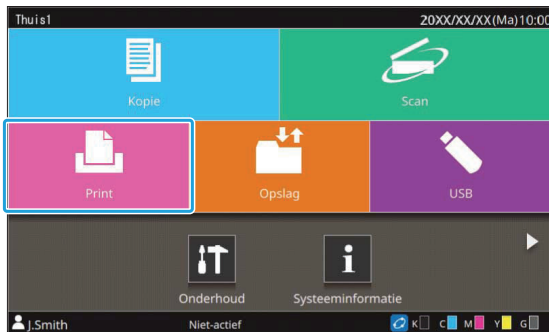 Thuis1 20XX/XX/XX(Ma)10:00
Kopie Scan
Print Opslag USB
Onderhoud Systeeminformatie
J.Smith Niet-actief K C M Y G